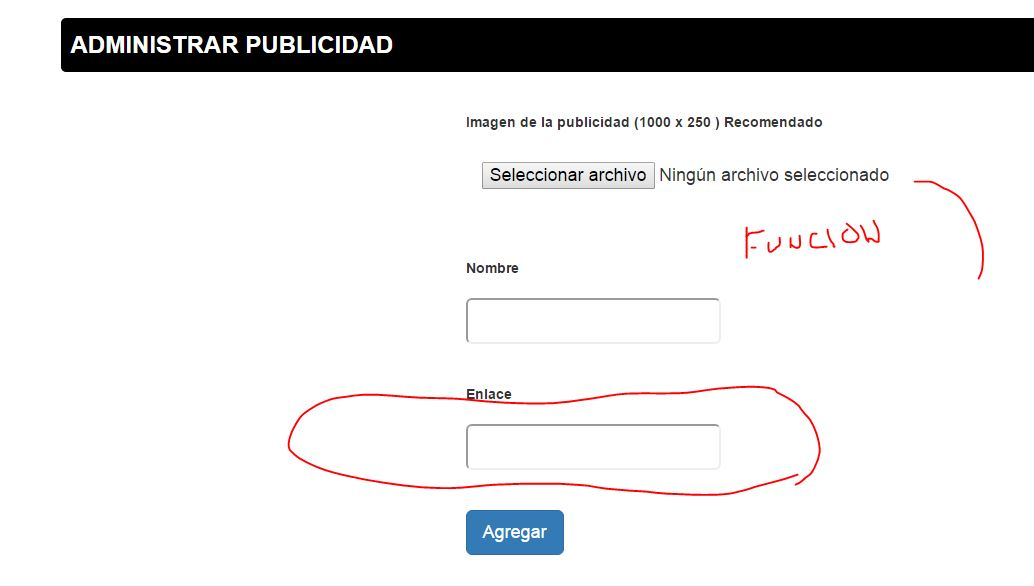 ADMINISTRAR PUBLICIDAD
Imagen de la publicidad (1000 x 250 ) Recomendado
Seleccionar archivo Ningún archivo seleccionado
FUNCION
Nombre
Enlace
Agregar